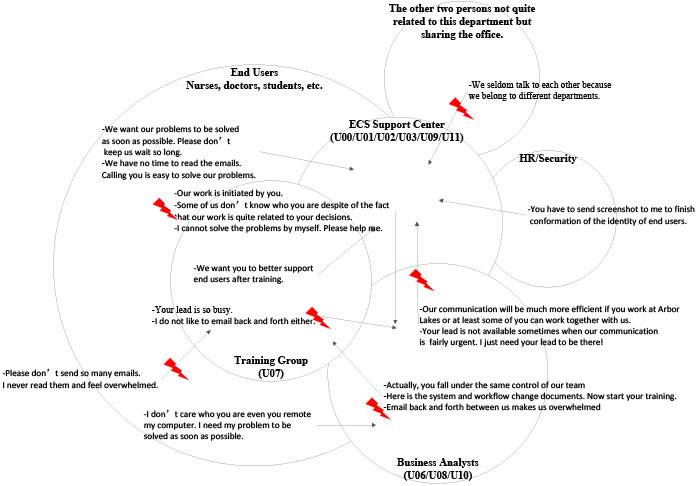 The other two persons not quite
related to this department but
sharing the office.
-We seldom talk to each other because
we belong to different departments.
End Users
Nurses, doctors, students, etc.
ECS Support Center
(U00/U01/U02/U03/U09/U11)
-We want our problems to be solved
as soon as possible. Please don’t
keep us wait so long.
-We have no time to read the emails.
Calling you is easy to solve our problems.
HR/Security
-Our work is initiated by you.
-Some of us don’t know who you are despite of the fact
that our work is quite related to your decisions.
-I cannot solve the problems by myself. Please help me.
-You have to send screenshot to me to finish
conformation of the identity of end users.
-We want you to better support
end users after training.
-Your lead is so busy.
-I do not like to email back and forth either.
-Our communication will be much more efficient if you work at Arbor
Lakes or at least some of you can work together with us.
-Your lead is not available sometimes when our communication
is fairly urgent. I just need your lead to be there!
Training Group
(U07)
-Please don’t send so many emails.
I never read them and feel overwhelmed.
-Actually, you fall under the same control of our team
-Here is the system and workflow change documents. Now start your training.
-Email back and forth between us makes us overwhelmed
-I don’t care who you are even you remote
my computer. I need my problem to be
solved as soon as possible.
Business Analysts
(U06/U08/U10)